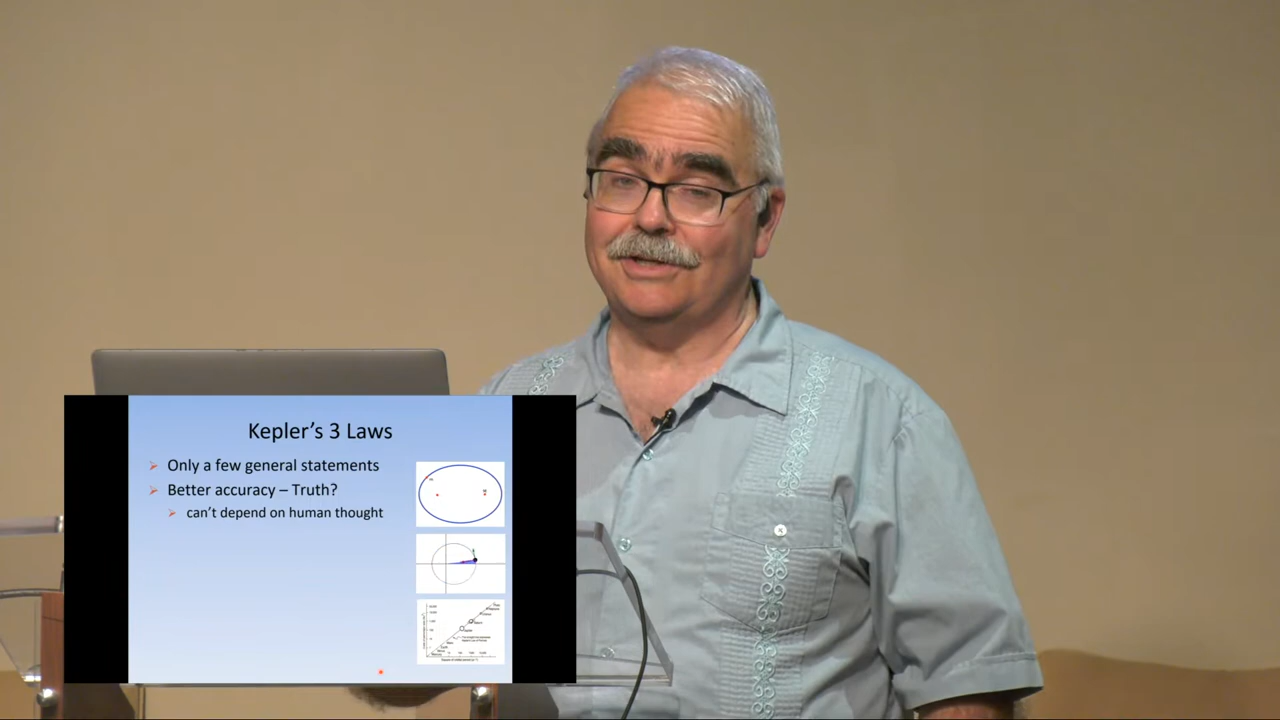 Kepler's 3 Laws
Only a few general statements
Better accuracy – Truth?
can't depend on human thought